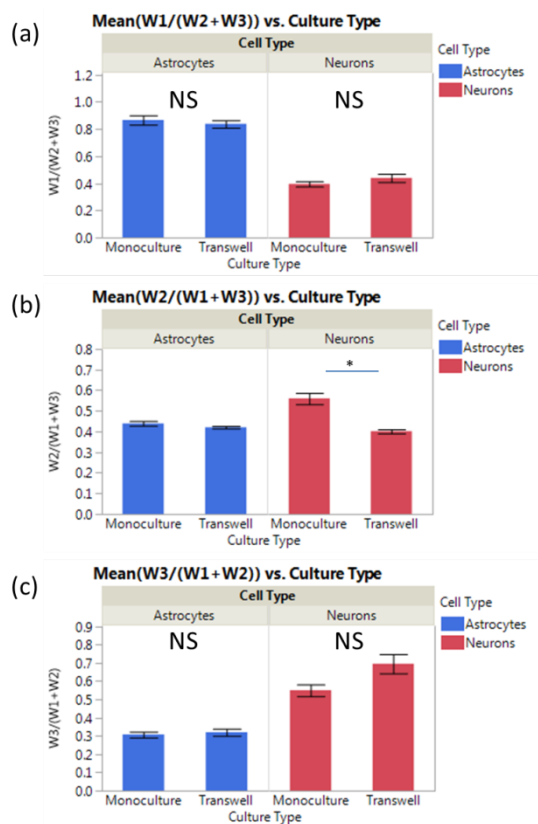 (a)
Mean(W1/(W2+W3)) vs. Culture Type
Cell Type
Astrocytes Neurons
Cell Type
Astrocytes
Neurons
NS NS
1.2
1.0
0.8
0.6
0.4
0.2
0.0
W1/(W2+W3)
Monoculture Transwell Monoculture Transwell
Culture Type
(b)
Mean(W2/(W1+W3)) vs. Culture Type
Cell Type
Astrocytes Neurons
Cell Type
Astrocytes
Neurons
*
0.8
0.7
0.6
0.5
0.4
0.3
0.2
0.1
0.0
W2/(W1+W3)
Monoculture Transwell Monoculture Transwell
Culture Type
(c)
Mean(W3/(W1+W2)) vs. Culture Type
Cell Type
Astrocytes Neurons
Cell Type
Astrocytes
Neurons
NS NS
0.9
0.8
0.7
0.6
0.5
0.4
0.3
0.2
0.1
0.0
W3/(W1+W2)
Monoculture Transwell Monoculture Transwell
Culture Type